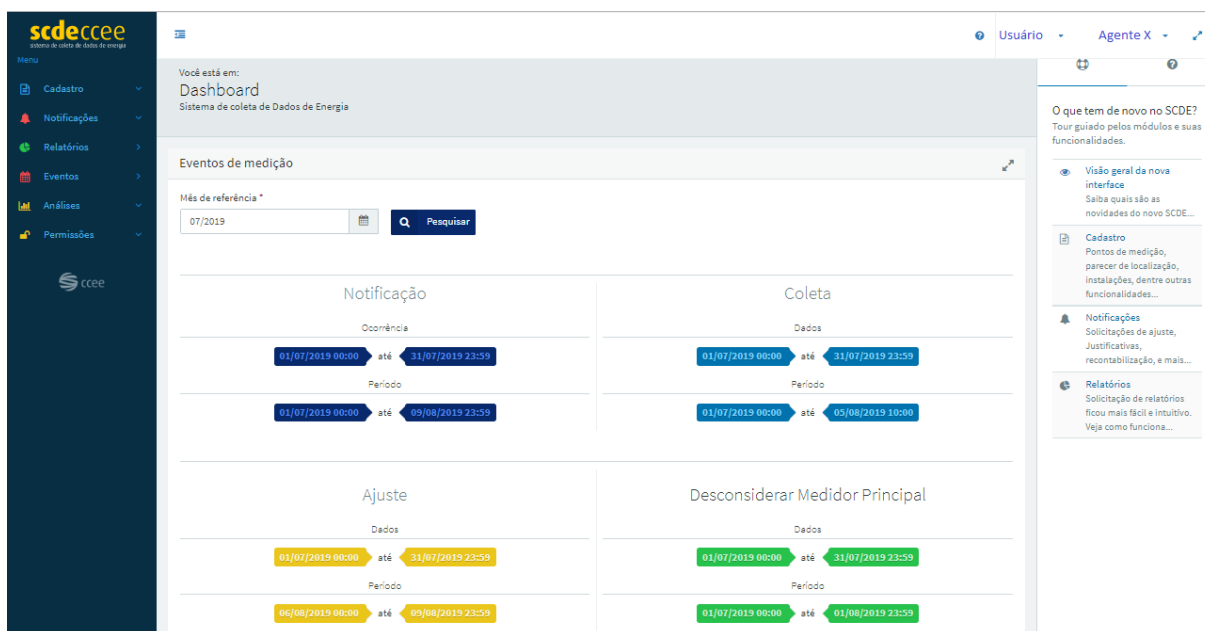 scdeccee
sistema de coleta de dados de energia
Menu
Cadastro
Notificações
Relatórios
Eventos
Análises
Permissões
ccee
Usuário
Agente X
Você está em:
Dashboard
Sistema de coleta de Dados de Energia
Eventos de medição
Mês de referência *
07/2019
Pesquisar
Notificação
Ocorrência
01/07/2019 00:00 até 31/07/2019 23:59
Período
01/07/2019 00:00 até 09/08/2019 23:59
Coleta
Dados
01/07/2019 00:00 até 31/07/2019 23:59
Período
01/07/2019 00:00 até 05/08/2019 10:00
Ajuste
Dados
01/07/2019 00:00 até 31/07/2019 23:59
Período
06/08/2019 00:00 até 09/08/2019 23:59
Desconsiderar Medidor Principal
Dados
01/07/2019 00:00 até 31/07/2019 23:59
Período
01/07/2019 00:00 até 01/08/2019 23:59
O que tem de novo no SCDE?
Tour guiado pelos módulos e suas
funcionalidades.
Visão geral da nova
interface
Saiba quais são as
novidades do novo SCDE...
Cadastro
Pontos de medição,
parecer de localização,
instalações, dentre outras
funcionalidades...
Notificações
Solicitações de ajuste,
Justificativas,
recontabilização, e mais...
Relatórios
Solicitação de relatórios
ficou mais fácil e intuitivo.
Veja como funciona...